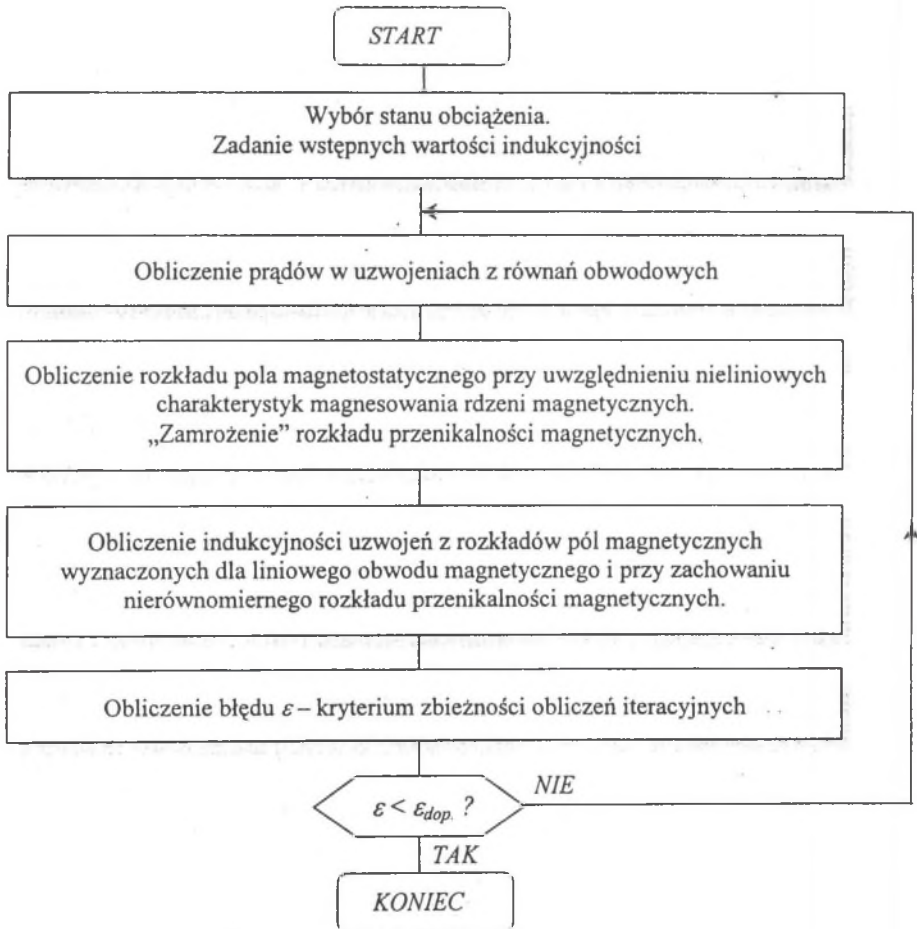 START
Wybór stanu obciążenia.
Zadanie wstępnych wartości indukcyjności
Obliczenie prądów w uzwojeniach z równań obwodowych
Obliczenie rozkładu pola magnetostatycznego przy uwzględnieniu nieliniowych
charakterystyk magnesowania rdzeni magnetycznych.
„Zamrożenie” rozkładu przenikalności magnetycznych.
Obliczenie indukcyjności uzwojeń z rozkładów pól magnetycznych
wyznaczonych dla liniowego obwodu magnetycznego i przy zachowaniu
nierównomiernego rozkładu przenikalności magnetycznych.
Obliczenie błędu ε – kryterium zbieżności obliczeń iteracyjnych
NIE
ε < εdop. ?
TAK
KONIEC